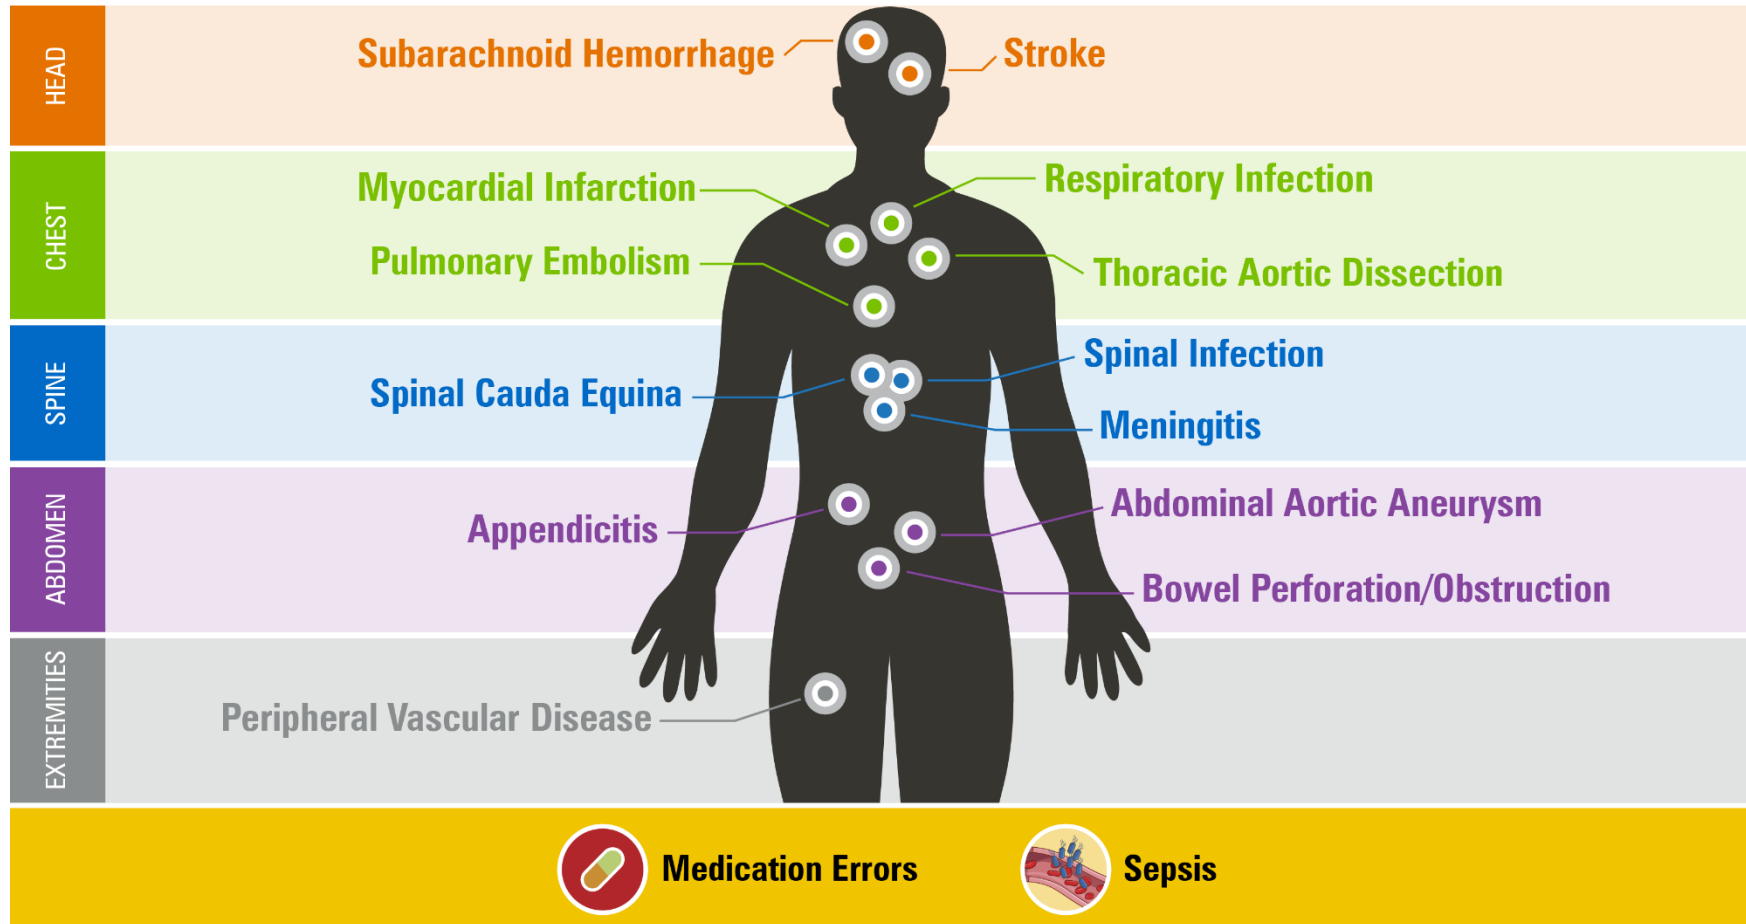 HEAD
Subarachnoid Hemorrhage
Stroke
CHEST
Myocardial Infarction
Respiratory Infection
Pulmonary Embolism
Thoracic Aortic Dissection
SPINE
Spinal Cauda Equina
Spinal Infection
Meningitis
ABDOMEN
Appendicitis
Abdominal Aortic Aneurysm
Bowel Perforation/Obstruction
EXTREMITIES
Peripheral Vascular Disease
Medication Errors
Sepsis